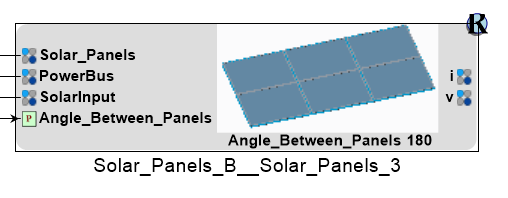 R
Solar_Panels
PowerBus
SolarInput
P Angle_Between_Panels
i
v
Angle_Between_Panels 180
Solar_Panels_B__Solar_Panels_3